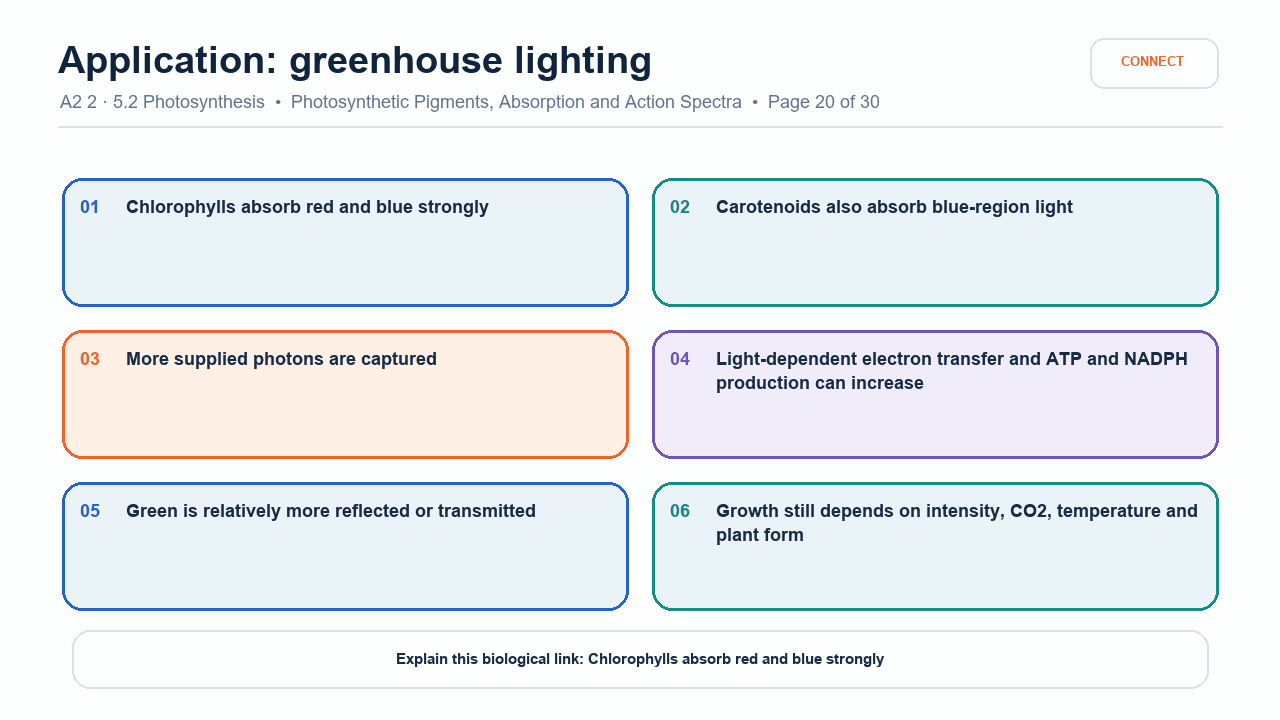 Application: greenhouse lighting
CONNECT
A2 2 · 5.2 Photosynthesis • Photosynthetic Pigments, Absorption and Action Spectra • Page 20 of 30
01 Chlorophylls absorb red and blue strongly
02 Carotenoids also absorb blue-region light
03 More supplied photons are captured
04 Light-dependent electron transfer and ATP and NADPH
production can increase
05 Green is relatively more reflected or transmitted
06 Growth still depends on intensity, CO2, temperature and
plant form
Explain this biological link: Chlorophylls absorb red and blue strongly